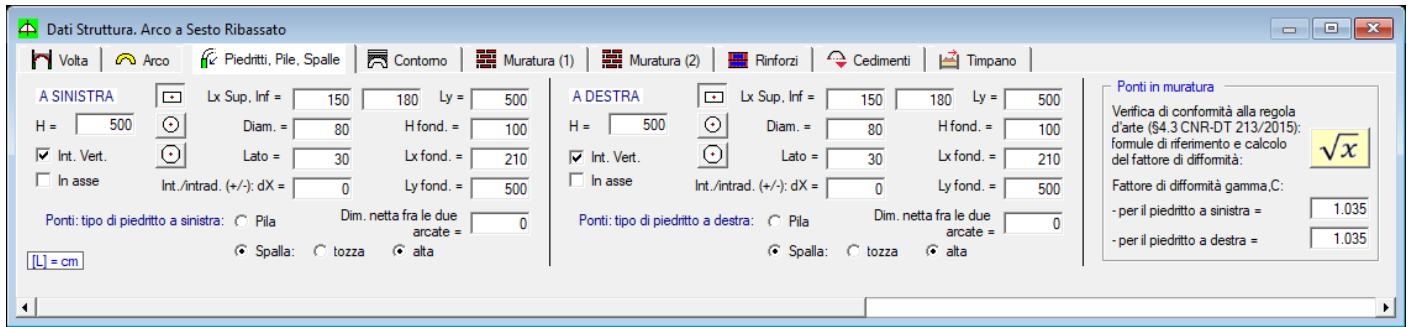 Dati Struttura. Arco a Sesto Ribassato
Volta Arco Piedritti, Pile, Spalle Contorno Muratura (1) Muratura (2) Rinforzi Cedimenti Timpano
A SINISTRA Lx Sup, Inf = 150 180 Ly = 500
H = 500 Diam. = 80 H fond. = 100
Int. Vert. Lato = 30 Lx fond. = 210
In asse Int./intrad. (+/-): dX = 0 Ly fond. = 500
Ponti: tipo di piedritto a sinistra: Pila Dim. netta fra le due
arcate = 0
Spalla: tozza alta
[L] = cm
A DESTRA Lx Sup, Inf = 150 180 Ly = 500
H = 500 Diam. = 80 H fond. = 100
Int. Vert. Lato = 30 Lx fond. = 210
In asse Int./intrad. (+/-): dX = 0 Ly fond. = 500
Ponti: tipo di piedritto a destra: Pila Dim. netta fra le due
arcate = 0
Spalla: tozza alta
Ponti in muratura
Verifica di conformità alla regola
d'arte (§4.3 CNR-DT 213/2015):
formule di riferimento e calcolo
del fattore di difformità:
√x
Fattore di difformità gamma,C:
- per il piedritto a sinistra = 1.035
- per il piedritto a destra = 1.035